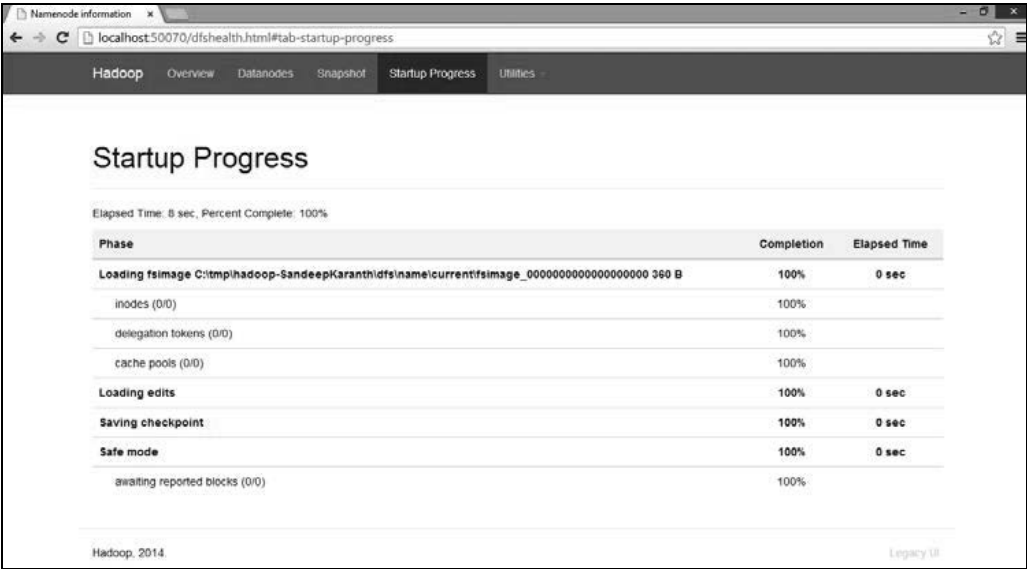 Namenode information
localhost:50070/dfshealth.html#tab-startup-progress
Hadoop Overview Datanodes Snapshot Startup Progress Utilities
Startup Progress
Elapsed Time: 8 sec, Percent Complete: 100%
Phase Completion Elapsed Time
Loading fsimage C:\tmp\hadoop-SandeepKaranth\dfs\name\current\fsimage_0000000000000000000 360 B 100% 0 sec
inodes (0/0) 100%
delegation tokens (0/0) 100%
cache pools (0/0) 100%
Loading edits 100% 0 sec
Saving checkpoint 100% 0 sec
Safe mode 100% 0 sec
awaiting reported blocks (0/0) 100%
Hadoop, 2014. Legacy UI